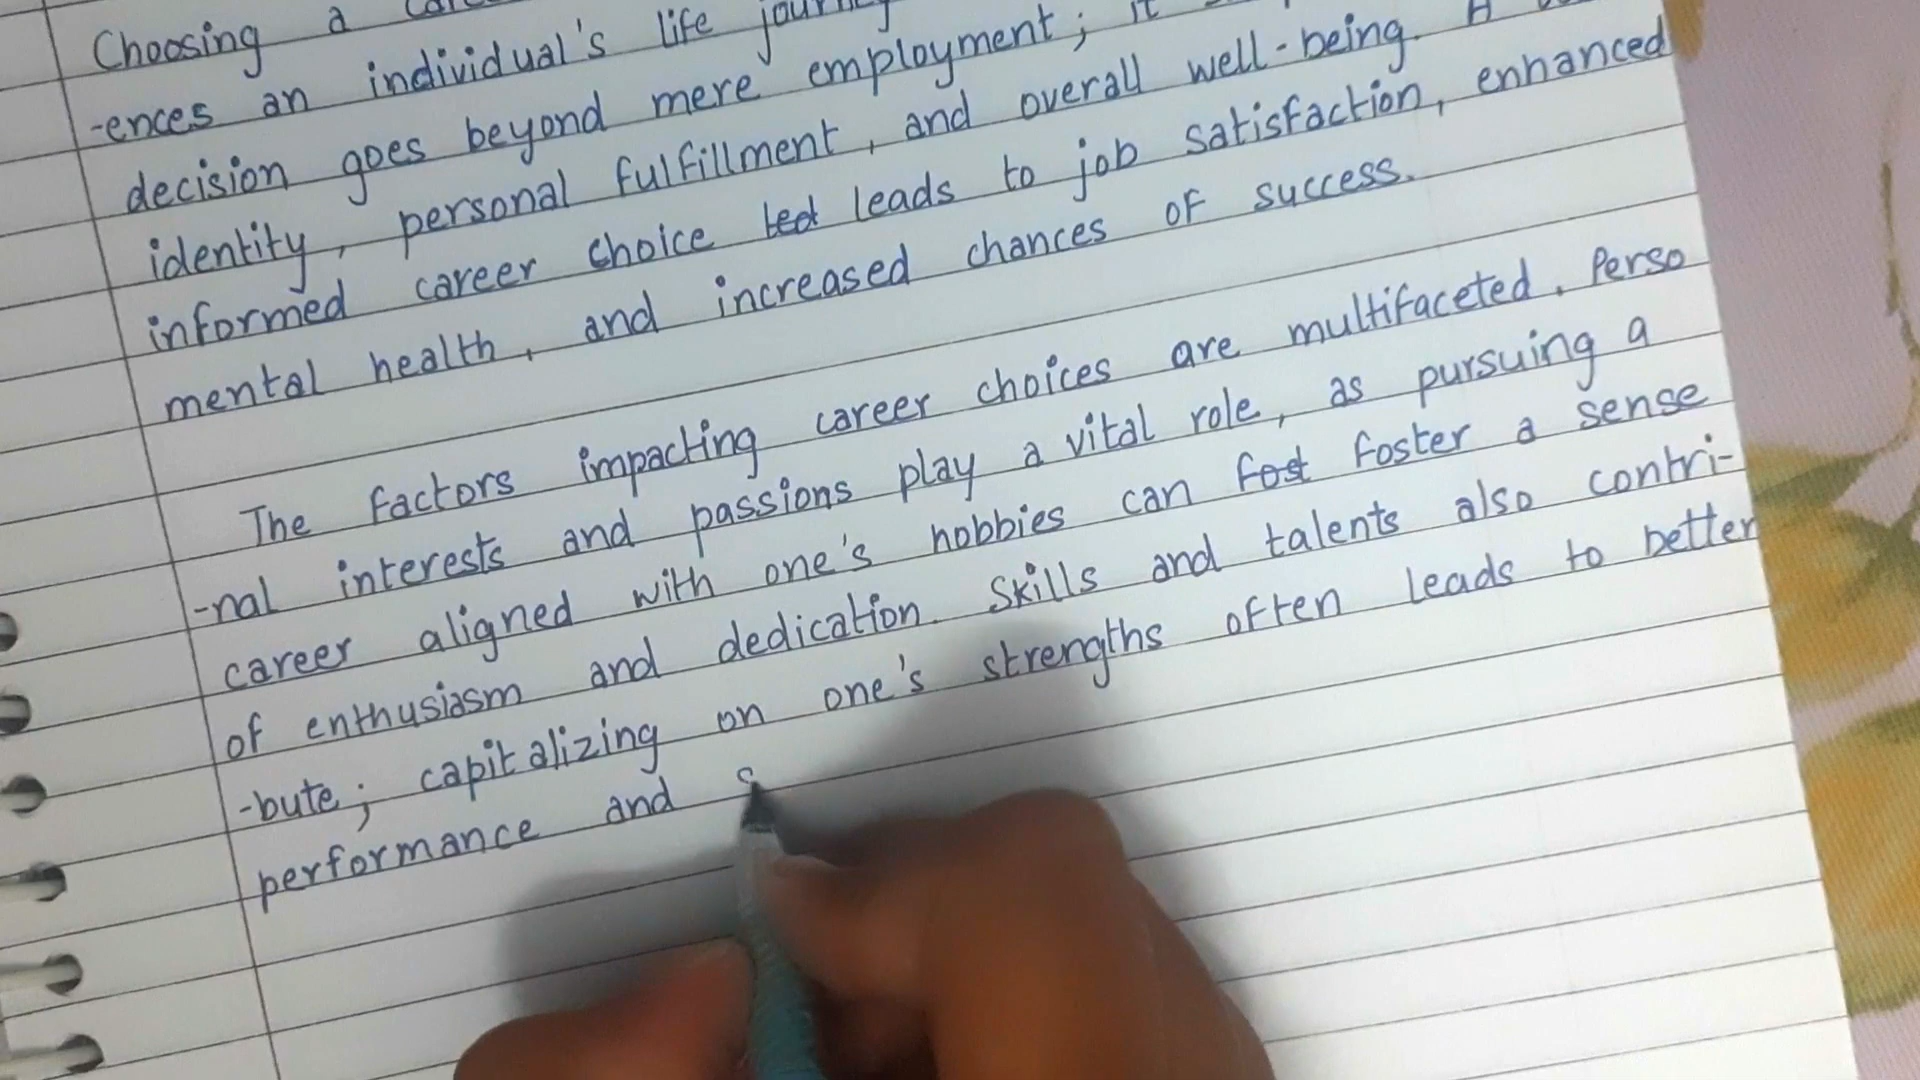 Choosing a
-ences an individual's life journey
decision goes beyond mere employment; it
identity, personal fulfillment, and overall well-being. A
informed career choice led leads to job satisfaction, enhanced
mental health, and increased chances of success.
The factors impacting career choices are multifaceted. Perso
-nal interests and passions play a vital role, as pursuing a
career aligned with one's hobbies can fost foster a sense
of enthusiasm and dedication. Skills and talents also contri-
-bute; capitalizing on one's strengths often leads to better
performance and s